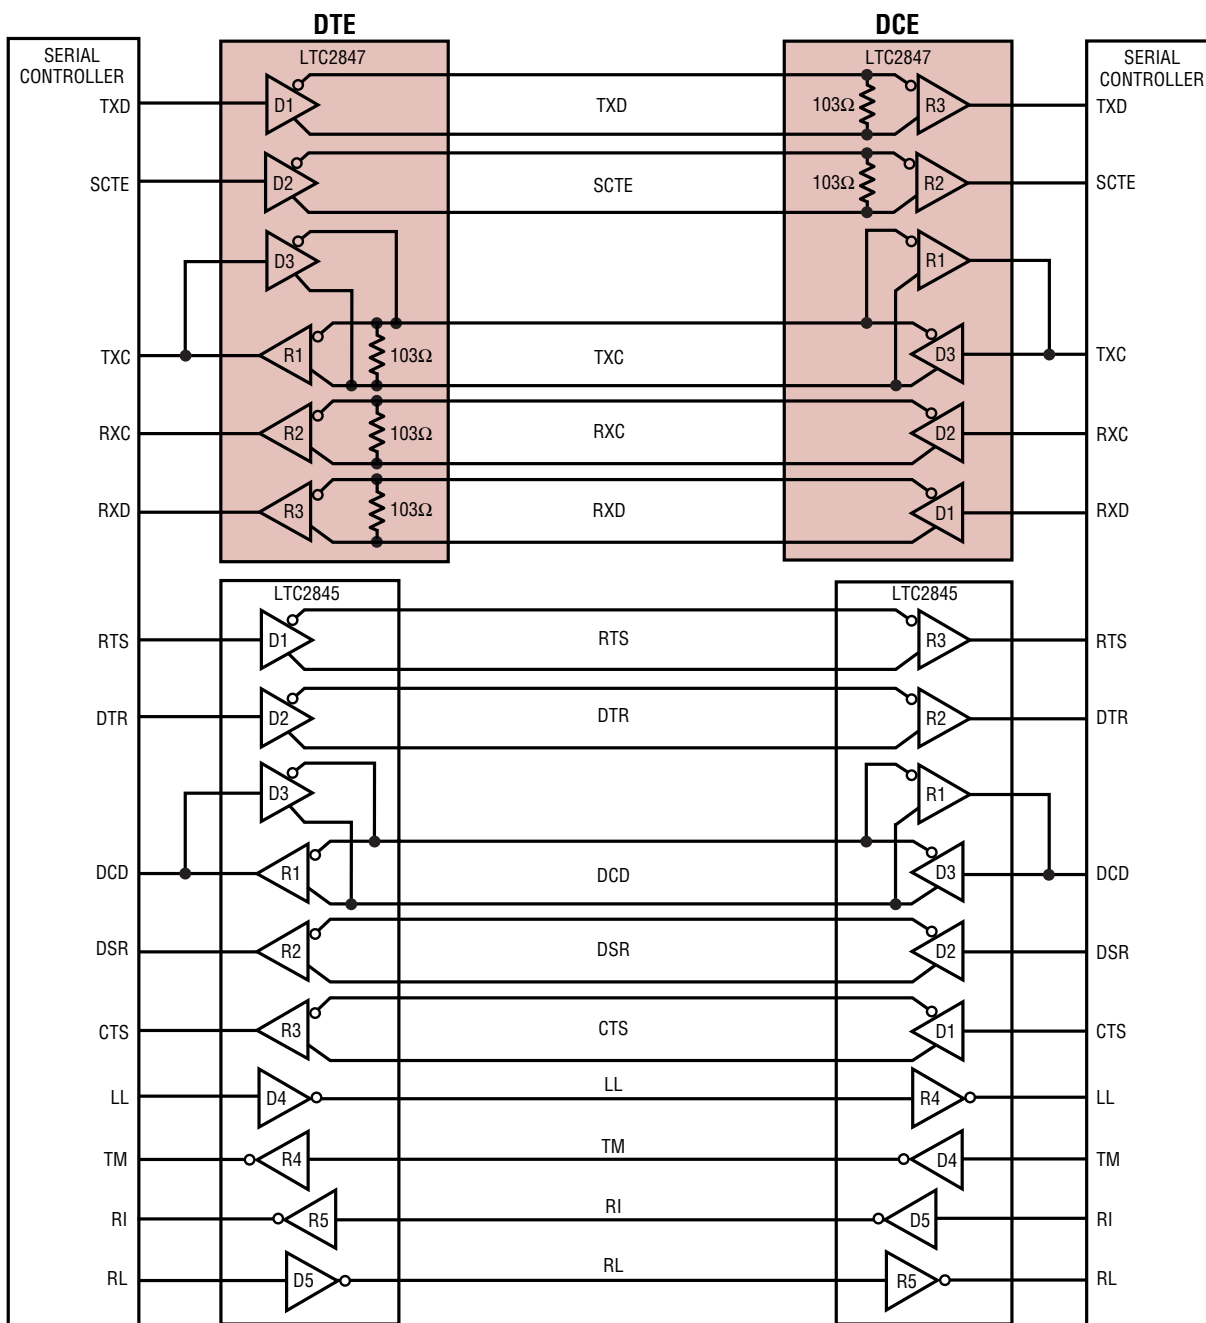 DTE
DCE
SERIAL
CONTROLLER
LTC2847
LTC2847
SERIAL
CONTROLLER
TXD
D1
TXD
103Ω
R3
TXD
SCTE
D2
SCTE
103Ω
R2
SCTE
D3
R1
TXC
R1
103Ω
TXC
D3
TXC
RXC
R2
103Ω
RXC
D2
RXC
RXD
R3
103Ω
RXD
D1
RXD
LTC2845
LTC2845
RTS
D1
RTS
R3
RTS
DTR
D2
DTR
R2
DTR
D3
R1
DCD
R1
DCD
D3
DCD
DSR
R2
DSR
D2
DSR
CTS
R3
CTS
D1
CTS
LL
D4
LL
R4
LL
TM
R4
TM
D4
TM
RI
R5
RI
D5
RI
RL
D5
RL
R5
RL